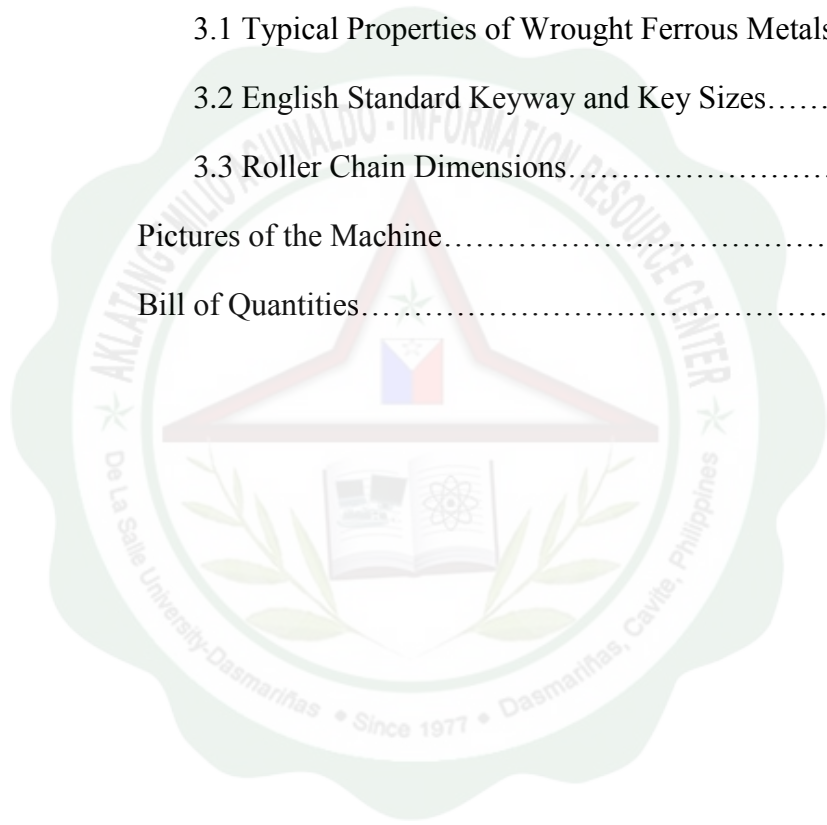 3.1 Typical Properties of Wrought Ferrous Metals
3.2 English Standard Keyway and Key Sizes……
3.3 Roller Chain Dimensions………………………
Pictures of the Machine…………………………………
Bill of Quantities…………………………………………
AKLATANG EMILIO AGUINALDO - INFORMATION RESOURCE CENTER
De La Salle University-Dasmariñas • Since 1977 • Dasmariñas, Cavite, Philippines